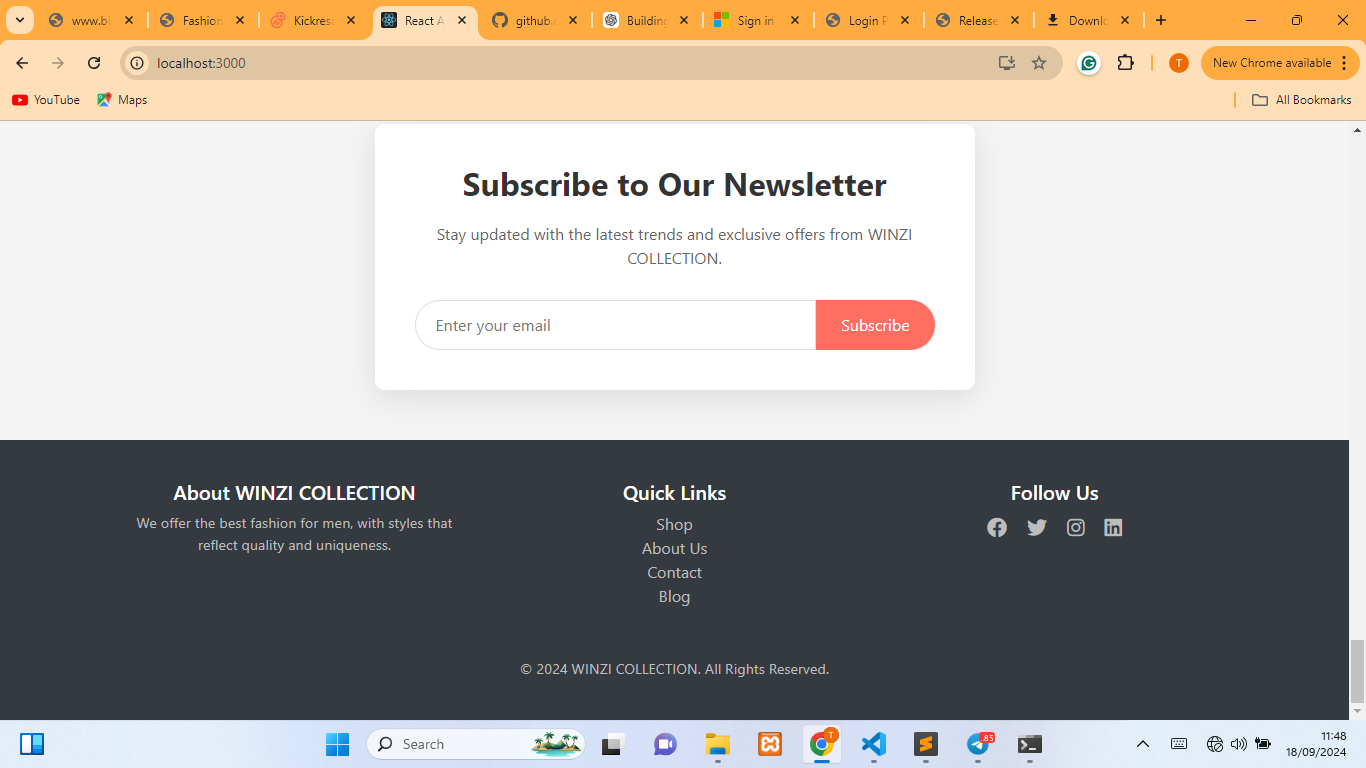 www.bi
Fashion
Kickres
React A
github.c
Building
Sign in
Login P
Release
Downlo
localhost:3000
T
New Chrome available
YouTube
Maps
All Bookmarks
Subscribe to Our Newsletter
Stay updated with the latest trends and exclusive offers from WINZI
COLLECTION.
Enter your email
Subscribe
About WINZI COLLECTION
We offer the best fashion for men, with styles that
reflect quality and uniqueness.
Quick Links
Shop
About Us
Contact
Blog
Follow Us
© 2024 WINZI COLLECTION. All Rights Reserved.
Search
T
85
11:48
18/09/2024